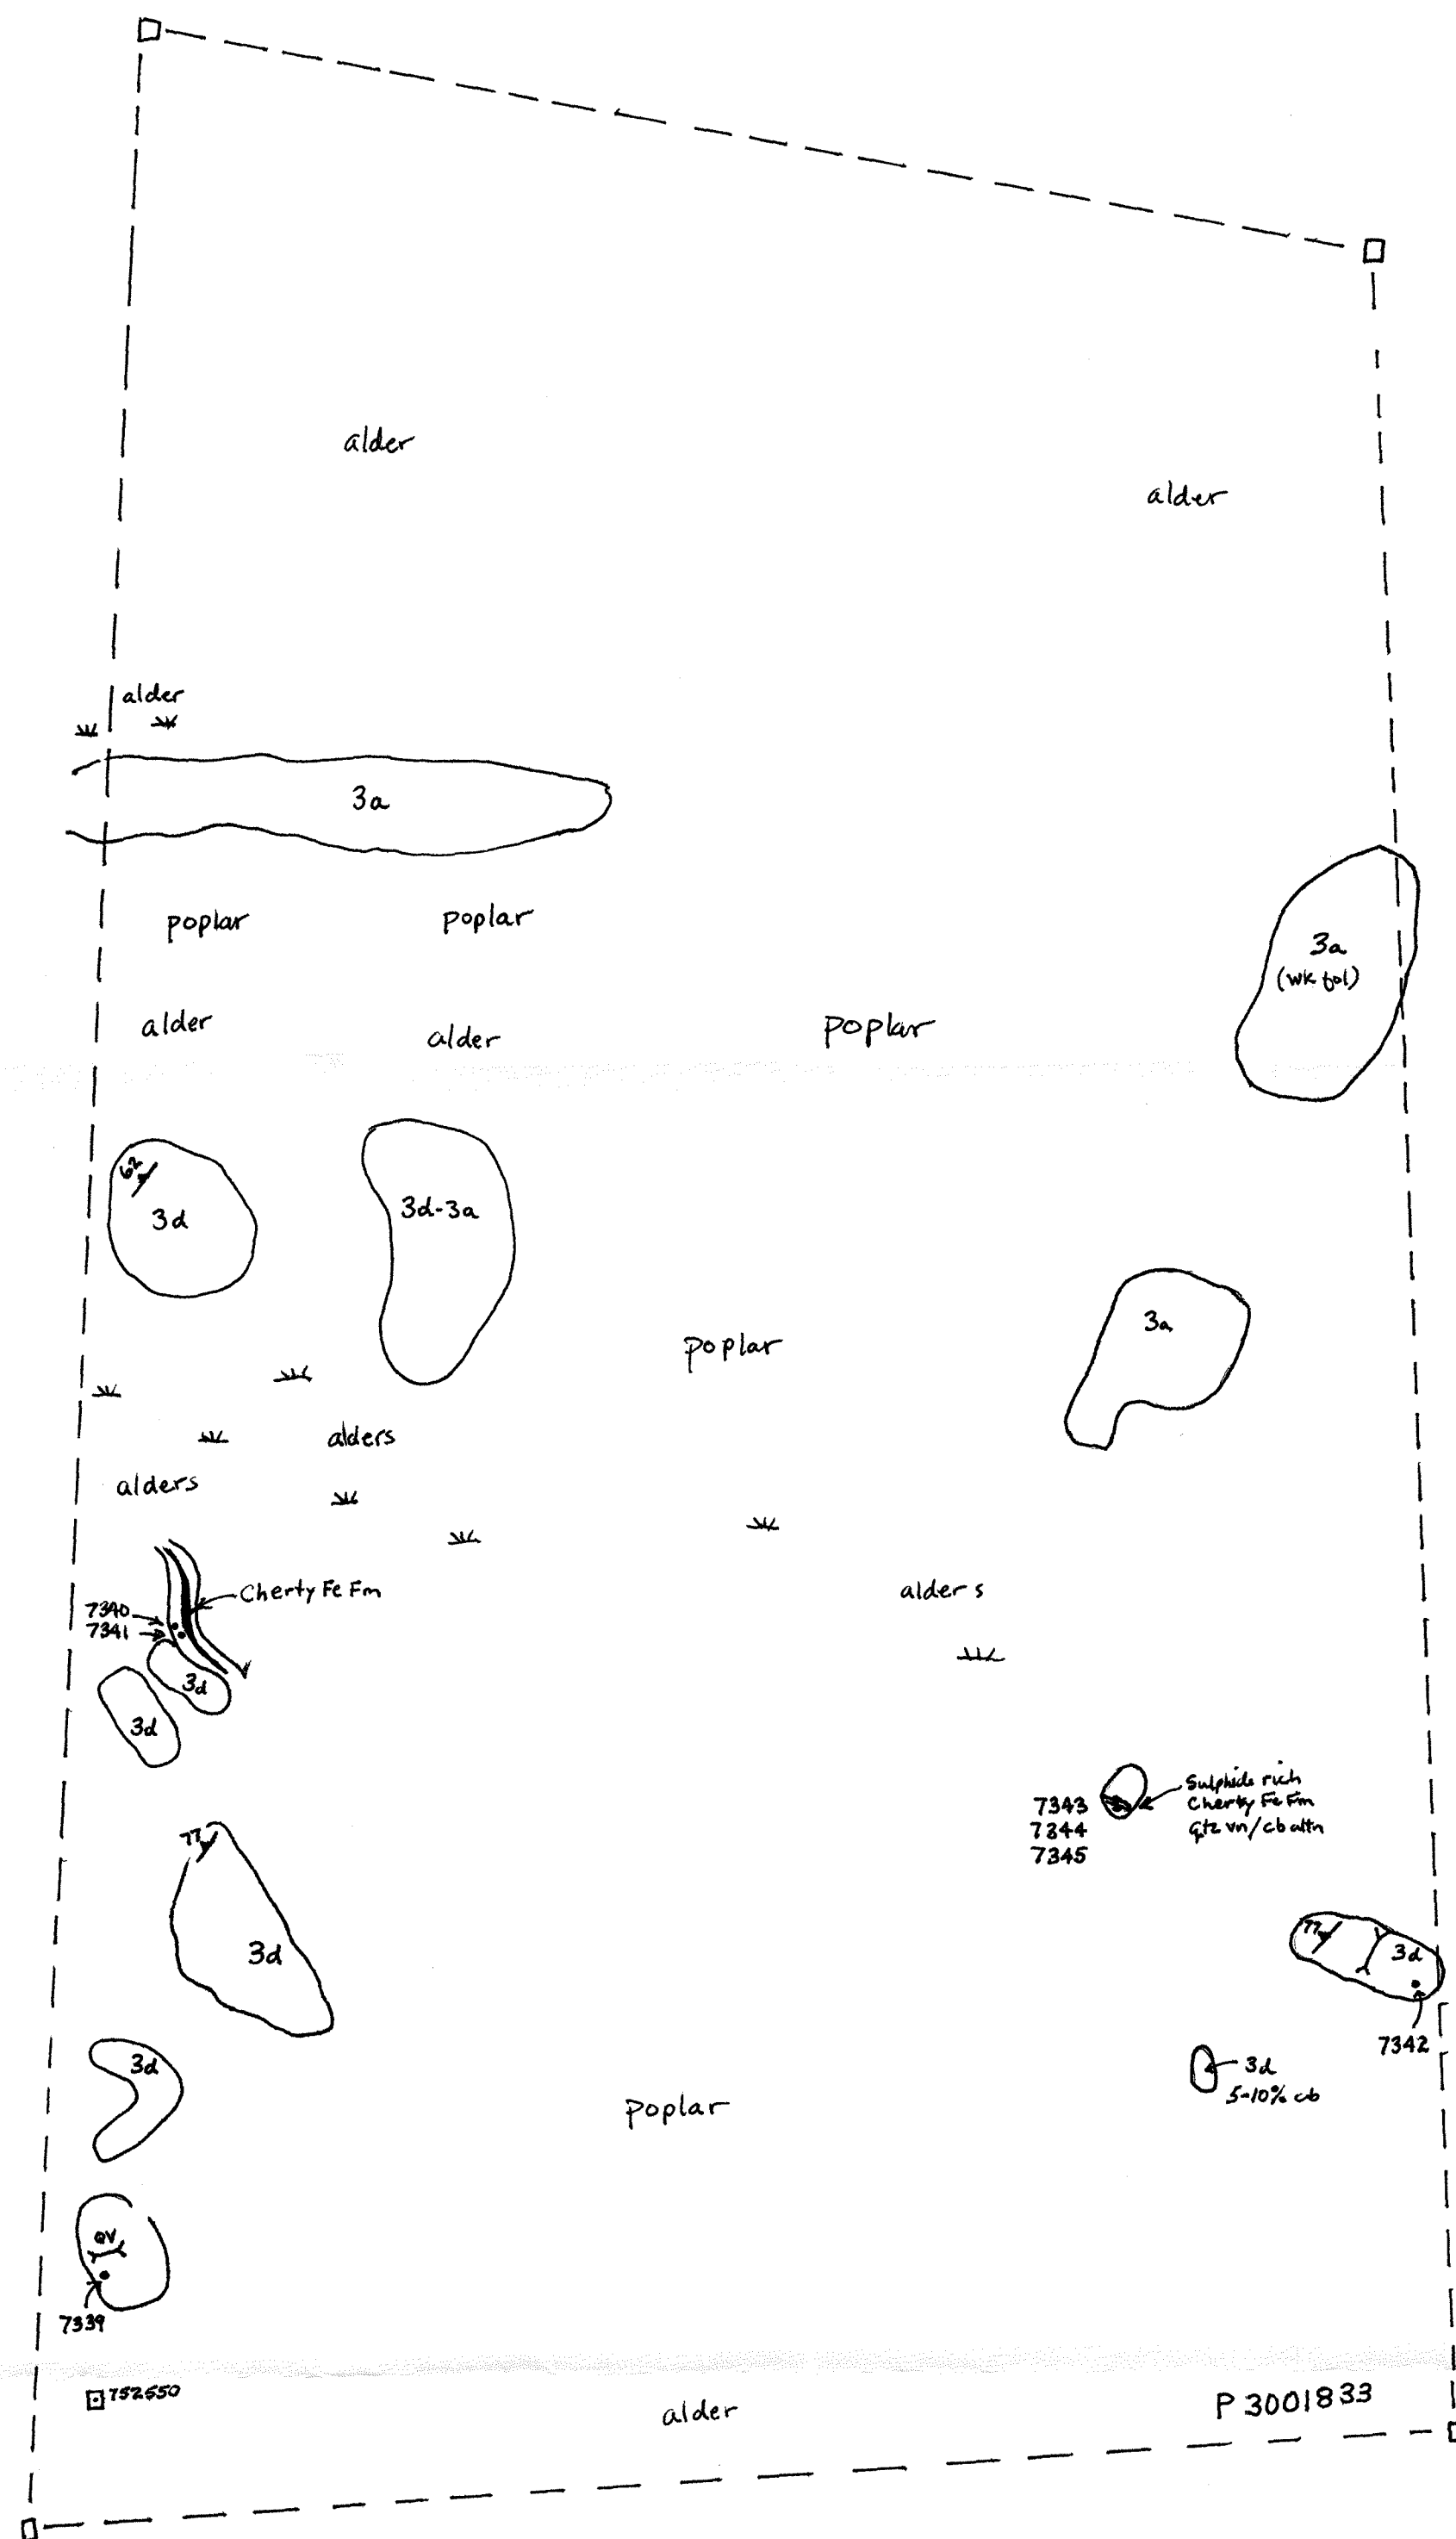 alder
alder
alder
3a
poplar
poplar
3a
(wk fol)
alder
alder
poplar
62
3d
3d-3a
3a
poplar
alders
alders
Cherty Fe Fm
alders
7340
7341
3d
3d
Sulphide rich
7343
Cherty Fe Fm
7344
qtz vn/cb altn
7345
77
3d
77
3d
7342
3d
3d
5-10% cb
poplar
QV
7339
752550
alder
P 3001833